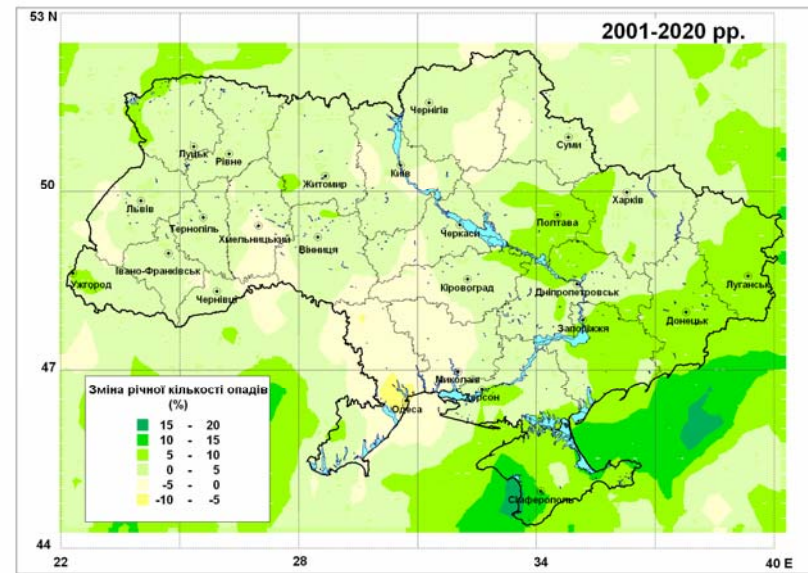 53 N
2001-2020 рр.
Чернігів
Суми
Луцьк
Рівне
Київ
50
Житомир
Харків
Львів
Полтава
Тернопіль
Хмельницький
Черкаси
Вінниця
Івано-Франківськ
Ужгород
Кіровоград
Луганськ
Чернівці
Дніпропетровськ
Донецьк
Запоріжжя
47
Миколаїв
Зміна річної кількості опадів
(%)
Херсон
Одеса
15 - 20
10 - 15
5 - 10
0 - 5
-5 - 0
-10 - -5
Сімферополь
44
22
28
34
40 E